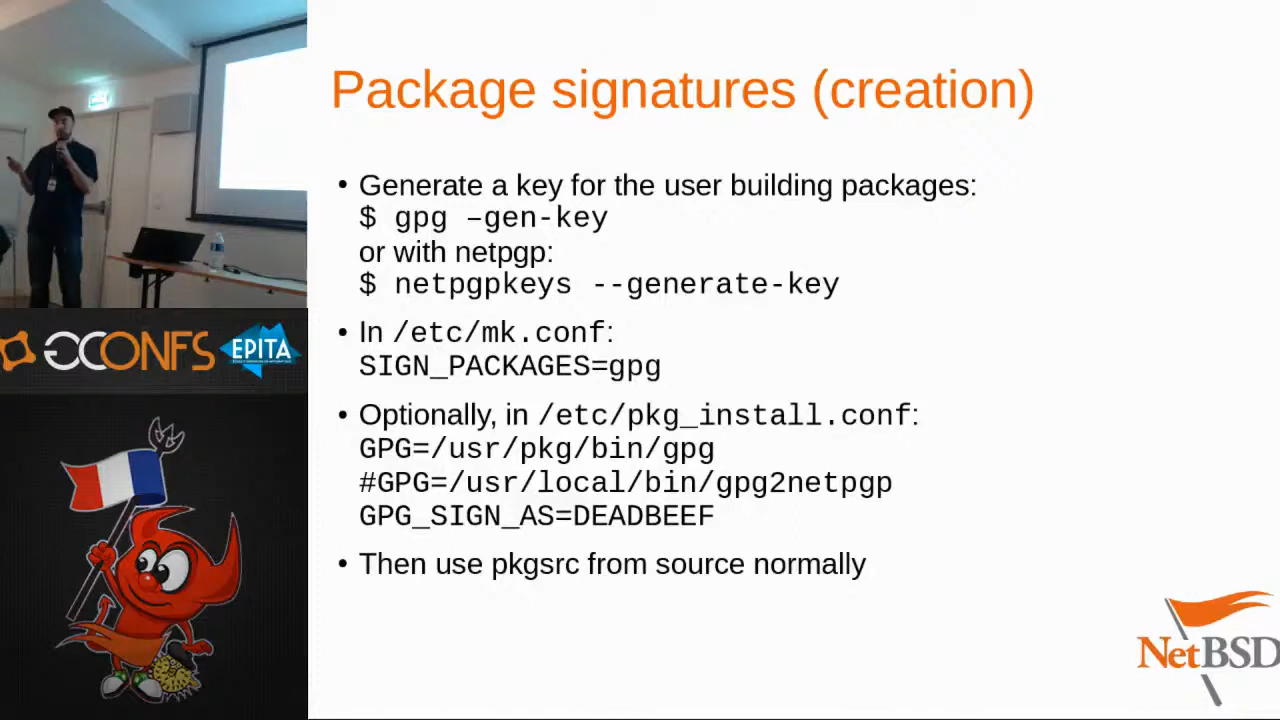 Package signatures (creation)
• Generate a key for the user building packages:
$ gpg –gen-key
or with netpgp:
$ netpgpkeys --generate-key
• In /etc/mk.conf:
SIGN_PACKAGES=gpg
• Optionally, in /etc/pkg_install.conf:
GPG=/usr/pkg/bin/gpg
#GPG=/usr/local/bin/gpg2netpgp
GPG_SIGN_AS=DEADBEEF
• Then use pkgsrc from source normally
GCONFS
EPITA
NetBSD